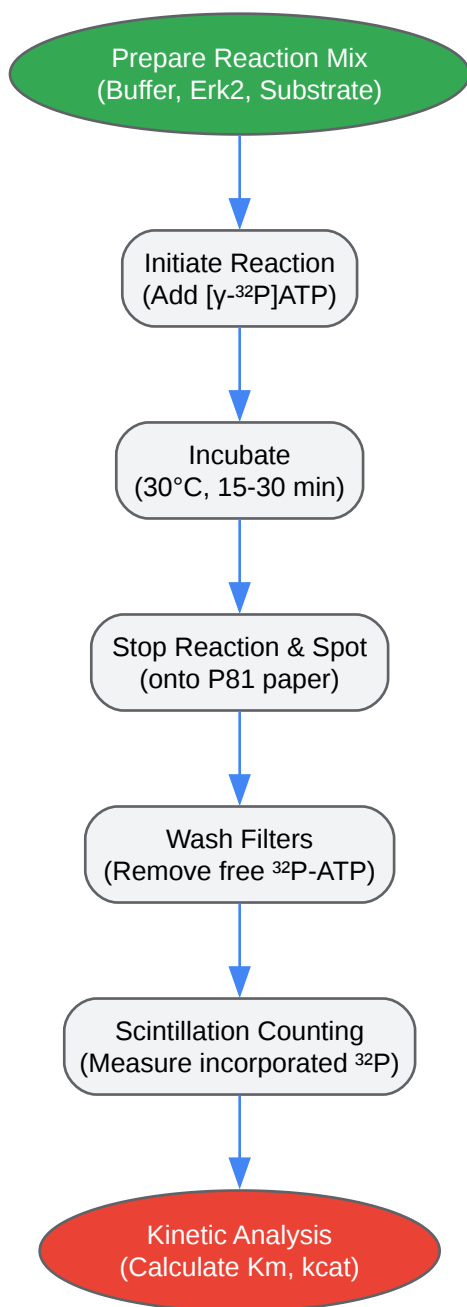 Prepare Reaction Mix
(Buffer, Erk2, Substrate)
Initiate Reaction
(Add [γ-³²P]ATP)
Incubate
(30°C, 15-30 min)
Stop Reaction & Spot
(onto P81 paper)
Wash Filters
(Remove free ³²P-ATP)
Scintillation Counting
(Measure incorporated ³²P)
Kinetic Analysis
(Calculate Km, kcat)